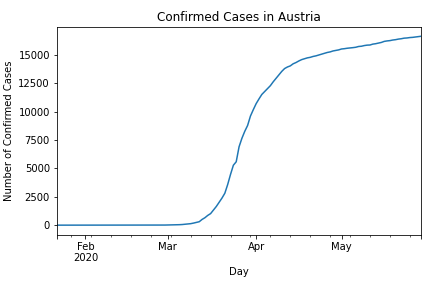 Confirmed Cases in Austria
Number of Confirmed Cases
15000
12500
10000
7500
5000
2500
0
Feb
2020
Mar
Apr
May
Day